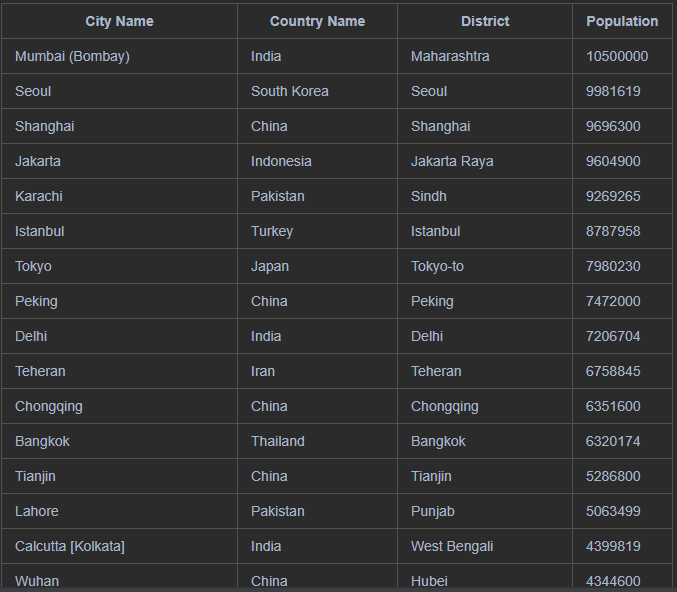 City Name Country Name District Population
Mumbai (Bombay) India Maharashtra 10500000
Seoul South Korea Seoul 9981619
Shanghai China Shanghai 9696300
Jakarta Indonesia Jakarta Raya 9604900
Karachi Pakistan Sindh 9269265
Istanbul Turkey Istanbul 8787958
Tokyo Japan Tokyo-to 7980230
Peking China Peking 7472000
Delhi India Delhi 7206704
Teheran Iran Teheran 6758845
Chongqing China Chongqing 6351600
Bangkok Thailand Bangkok 6320174
Tianjin China Tianjin 5286800
Lahore Pakistan Punjab 5063499
Calcutta [Kolkata] India West Bengali 4399819
Wuhan China Hubei 4344600